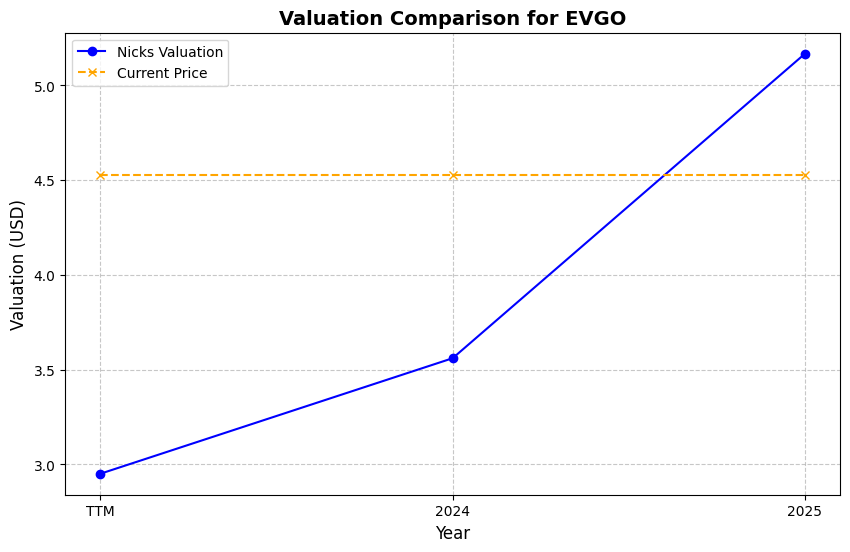 Valuation Comparison for EVGO
Nicks Valuation
Current Price
Valuation (USD)
5.0
4.5
4.0
3.5
3.0
TTM
2024
2025
Year